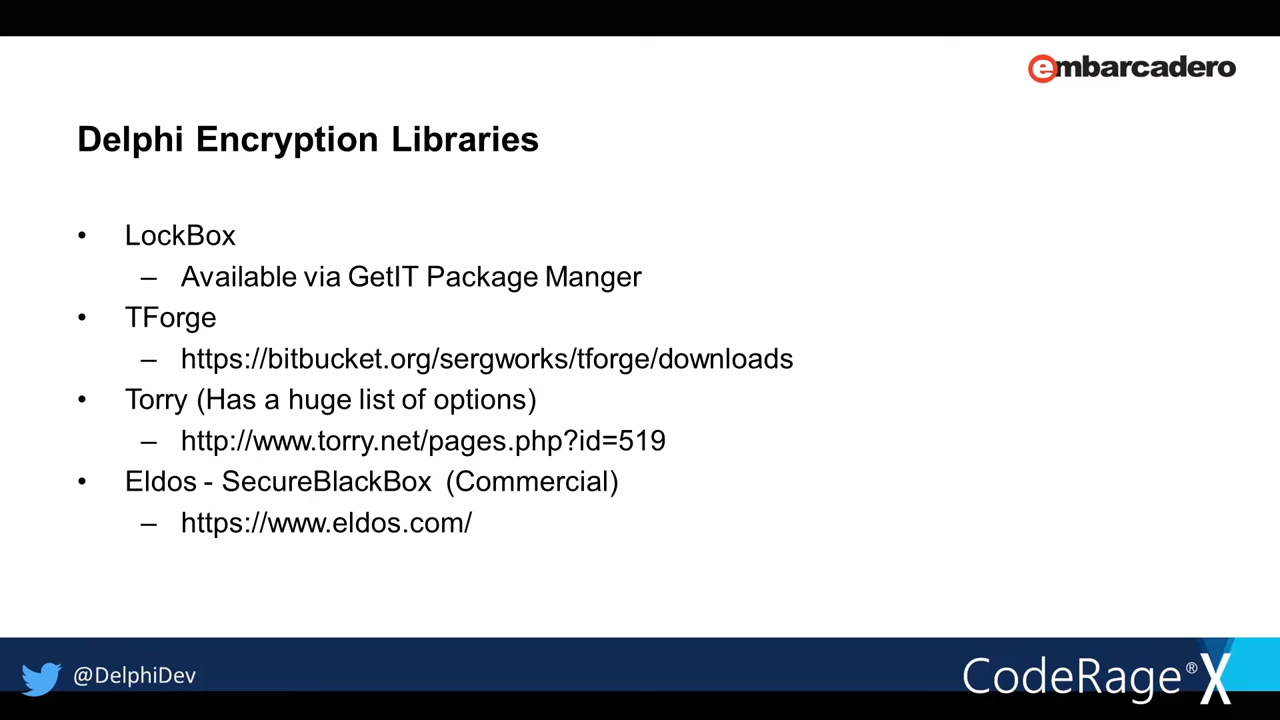 embarcadero
Delphi Encryption Libraries
• LockBox
– Available via GetIT Package Manger
• TForge
– https://bitbucket.org/sergworks/tforge/downloads
• Torry (Has a huge list of options)
– http://www.torry.net/pages.php?id=519
• Eldos - SecureBlackBox (Commercial)
– https://www.eldos.com/
@DelphiDev
CodeRage® X